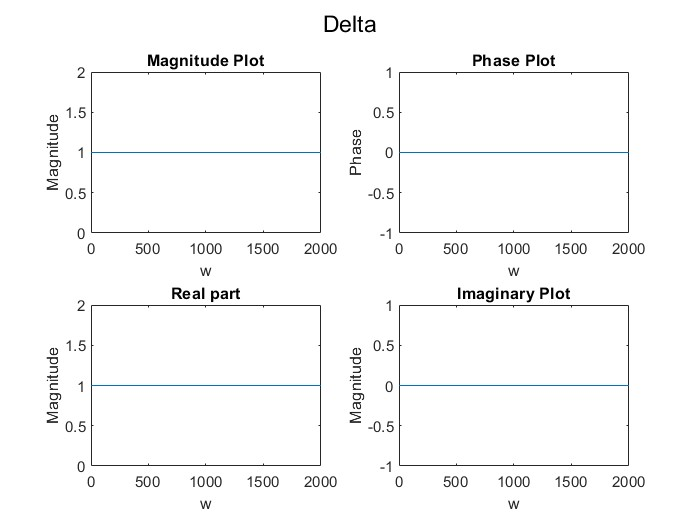 Delta
Magnitude Plot
2
1.5
1
0.5
0
Magnitude
0 500 1000 1500 2000
w
Phase Plot
1
0.5
0
-0.5
-1
Phase
0 500 1000 1500 2000
w
Real part
2
1.5
1
0.5
0
Magnitude
0 500 1000 1500 2000
w
Imaginary Plot
1
0.5
0
-0.5
-1
Magnitude
0 500 1000 1500 2000
w